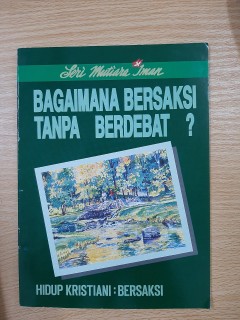 Seri Mutiara Iman
BAGAIMANA BERSAKSI
TANPA BERDEBAT ?
HIDUP KRISTIANI : BERSAKSI